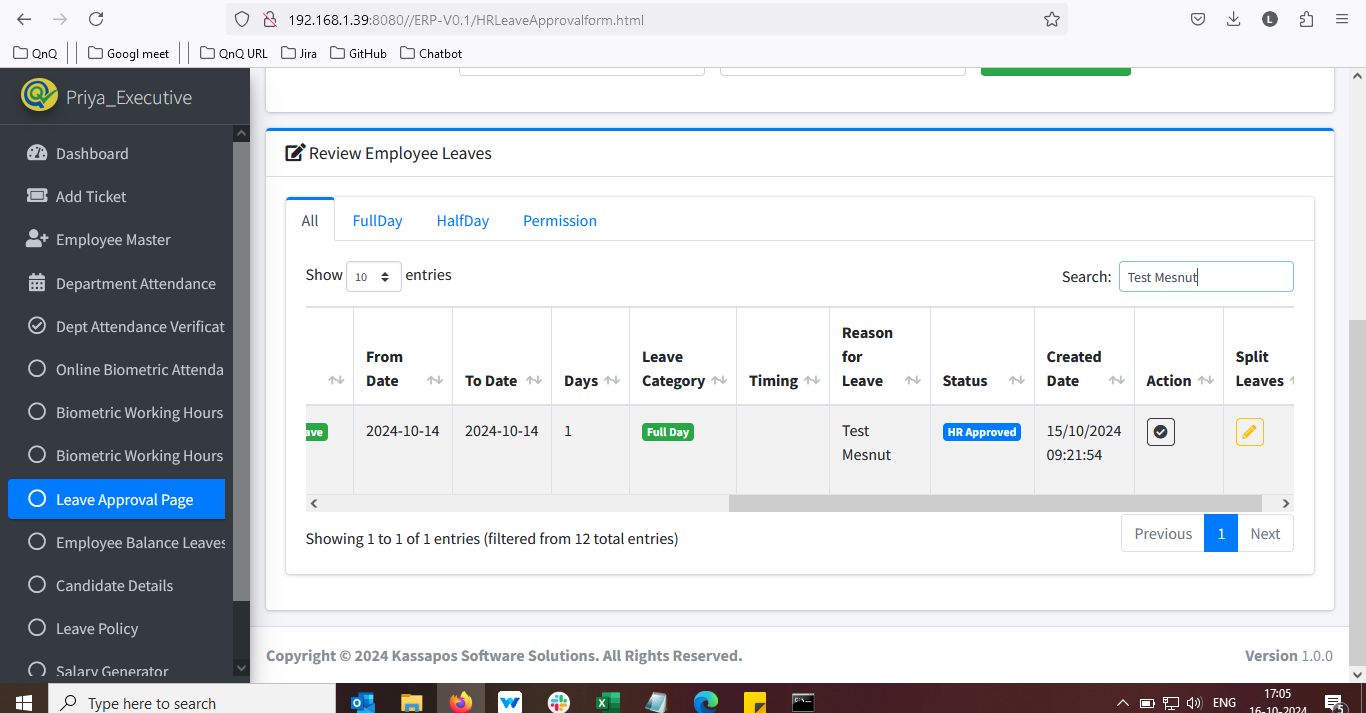 192.168.1.39:8080//ERP-V0.1/HRLeaveApprovalform.html
L
QnQ
Googl meet
QnQ URL
Jira
GitHub
Chatbot
Priya_Executive
Dashboard
Add Ticket
Employee Master
Department Attendance
Dept Attendance Verificat
Online Biometric Attenda
Biometric Working Hours
Biometric Working Hours
Leave Approval Page
Employee Balance Leaves
Candidate Details
Leave Policy
Salary Generator
Review Employee Leaves
All
FullDay
HalfDay
Permission
Show 10 entries
Search: Test Mesnut
From Date
To Date
Days
Leave Category
Timing
Reason for Leave
Status
Created Date
Action
Split Leaves
ave
2024-10-14
2024-10-14
1
Full Day
Test Mesnut
HR Approved
15/10/2024 09:21:54
Showing 1 to 1 of 1 entries (filtered from 12 total entries)
Previous
1
Next
Copyright © 2024 Kassapos Software Solutions. All Rights Reserved.
Version 1.0.0
Type here to search
ENG
17:05
16-10-2024
5